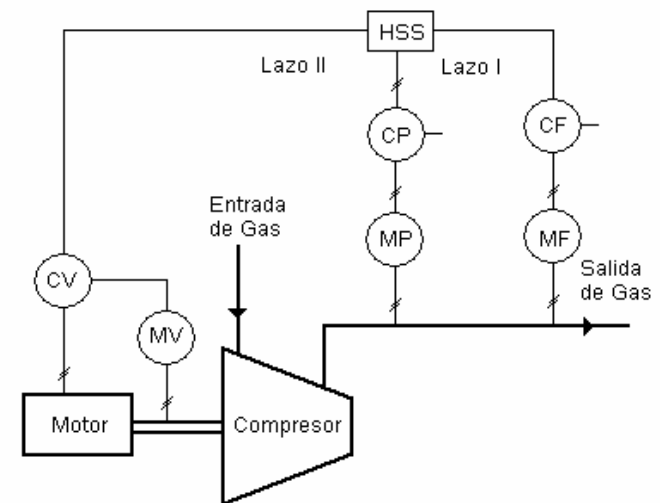 HSS
Lazo II
Lazo I
CP
CF
Entrada
de Gas
MP
MF
Salida
de Gas
CV
MV
Motor
Compresor